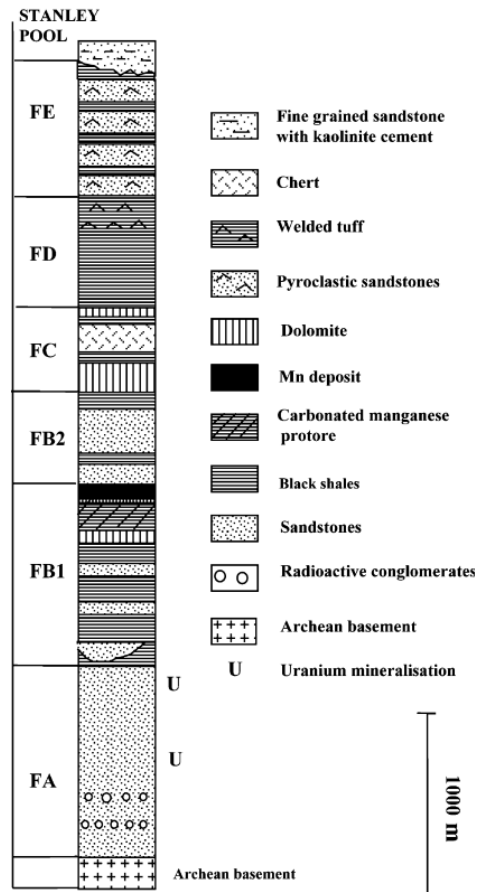 STANLEY
POOL
FE
FD
FC
FB2
FB1
FA
Fine grained sandstone
with kaolinite cement
Chert
Welded tuff
Pyroclastic sandstones
Dolomite
Mn deposit
Carbonated manganese
protore
Black shales
Sandstones
Radioactive conglomerates
Archean basement
U Uranium mineralisation
U
U
1000 m
Archean basement